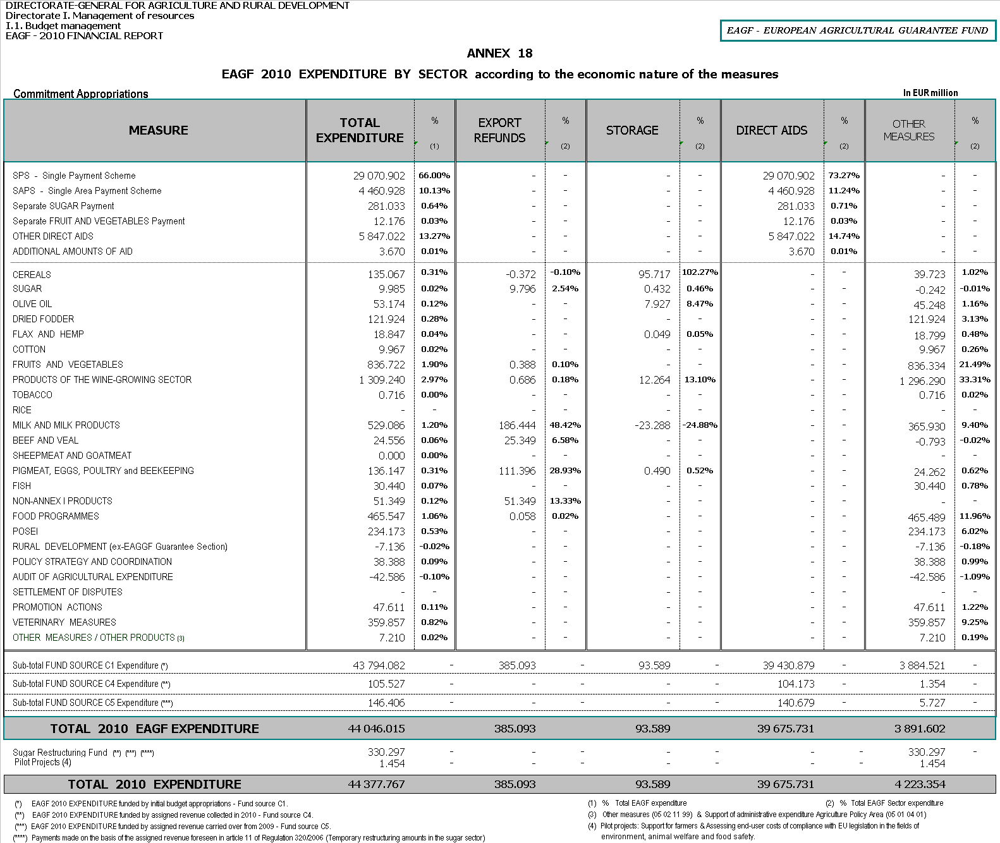 DIRECTORATE-GENERAL FOR AGRICULTURE AND RURAL DEVELOPMENT
Directorate I. Management of resources
I.1. Budget management
EAGF - 2010 FINANCIAL REPORT
EAGF - EUROPEAN AGRICULTURAL GUARANTEE FUND
ANNEX 18
EAGF 2010 EXPENDITURE BY SECTOR according to the economic nature of the measures
Commitment Appropriations In EUR million
MEASURE TOTAL EXPENDITURE % (1) EXPORT REFUNDS % (2) STORAGE % (2) DIRECT AIDS % (2) OTHER MEASURES % (2)
SPS - Single Payment Scheme 29 070.902 66.00% - - - - 29 070.902 73.27% - -
SAPS - Single Area Payment Scheme 4 460.928 10.13% - - - - 4 460.928 11.24% - -
Separate SUGAR Payment 281.033 0.64% - - - - 281.033 0.71% - -
Separate FRUIT AND VEGETABLES Payment 12.176 0.03% - - - - 12.176 0.03% - -
OTHER DIRECT AIDS 5 847.022 13.27% - - - - 5 847.022 14.74% - -
ADDITIONAL AMOUNTS OF AID 3.670 0.01% - - - - 3.670 0.01% - -
CEREALS 135.067 0.31% -0.372 -0.10% 95.717 102.27% - - 39.723 1.02%
SUGAR 9.985 0.02% 9.796 2.54% 0.432 0.46% - - -0.242 -0.01%
OLIVE OIL 53.174 0.12% - - 7.927 8.47% - - 45.248 1.16%
DRIED FODDER 121.924 0.28% - - - - - - 121.924 3.13%
FLAX AND HEMP 18.847 0.04% - - 0.049 0.05% - - 18.799 0.48%
COTTON 9.967 0.02% - - - - - - 9.967 0.26%
FRUITS AND VEGETABLES 836.722 1.90% 0.388 0.10% - - - - 836.334 21.49%
PRODUCTS OF THE WINE-GROWING SECTOR 1 309.240 2.97% 0.686 0.18% 12.264 13.10% - - 1 296.290 33.31%
TOBACCO 0.716 0.00% - - - - - - 0.716 0.02%
RICE - - - - - - - - - -
MILK AND MILK PRODUCTS 529.086 1.20% 186.444 48.42% -23.288 -24.88% - - 365.930 9.40%
BEEF AND VEAL 24.556 0.06% 25.349 6.58% - - - - -0.793 -0.02%
SHEEPMEAT AND GOATMEAT 0.000 0.00% - - - - - - - -
PIGMEAT, EGGS, POULTRY and BEEKEEPING 136.147 0.31% 111.396 28.93% 0.490 0.52% - - 24.262 0.62%
FISH 30.440 0.07% - - - - - - 30.440 0.78%
NON-ANNEX I PRODUCTS 51.349 0.12% 51.349 13.33% - - - - - -
FOOD PROGRAMMES 465.547 1.06% 0.058 0.02% - - - - 465.489 11.96%
POSEI 234.173 0.53% - - - - - - 234.173 6.02%
RURAL DEVELOPMENT (ex-EAGGF Guarantee Section) -7.136 -0.02% - - - - - - -7.136 -0.18%
POLICY STRATEGY AND COORDINATION 38.388 0.09% - - - - - - 38.388 0.99%
AUDIT OF AGRICULTURAL EXPENDITURE -42.586 -0.10% - - - - - - -42.586 -1.09%
SETTLEMENT OF DISPUTES - - - - - - - - - -
PROMOTION ACTIONS 47.611 0.11% - - - - - - 47.611 1.22%
VETERINARY MEASURES 359.857 0.82% - - - - - - 359.857 9.25%
OTHER MEASURES / OTHER PRODUCTS (3) 7.210 0.02% - - - - - - 7.210 0.19%
Sub-total FUND SOURCE C1 Expenditure (*) 43 794.082 - 385.093 - 93.589 - 39 430.879 - 3 884.521 -
Sub-total FUND SOURCE C4 Expenditure (**) 105.527 - - - - - 104.173 - 1.354 -
Sub-total FUND SOURCE C5 Expenditure (***) 146.406 - - - - - 140.679 - 5.727 -
TOTAL 2010 EAGF EXPENDITURE 44 046.015 385.093 93.589 39 675.731 3 891.602
Sugar Restructuring Fund (**) (***) (****) 330.297 - - - - - - - 330.297 -
Pilot Projects (4) 1.454 - - - - - - - 1.454
TOTAL 2010 EXPENDITURE 44 377.767 385.093 93.589 39 675.731 4 223.354
(*) EAGF 2010 EXPENDITURE funded by initial budget appropriations - Fund source C1.
(**) EAGF 2010 EXPENDITURE funded by assigned revenue collected in 2010 - Fund source C4.
(***) EAGF 2010 EXPENDITURE funded by assigned revenue carried over from 2009 - Fund source C5.
(****) Payments made on the basis of the assigned revenue foreseen in article 11 of Regulation 320/2006 (Temporary restructuring amounts in the sugar sector)
(1) % Total EAGF expenditure (2) % Total EAGF Sector expenditure
(3) Other measures (05 02 11 99) & Support of administrative expenditure Agriculture Policy Area (05 01 04 01)
(4) Pilot projects: Support for farmers & Assessing end-user costs of compliance with EU legislation in the fields of
environment, animal welfare and food safety.